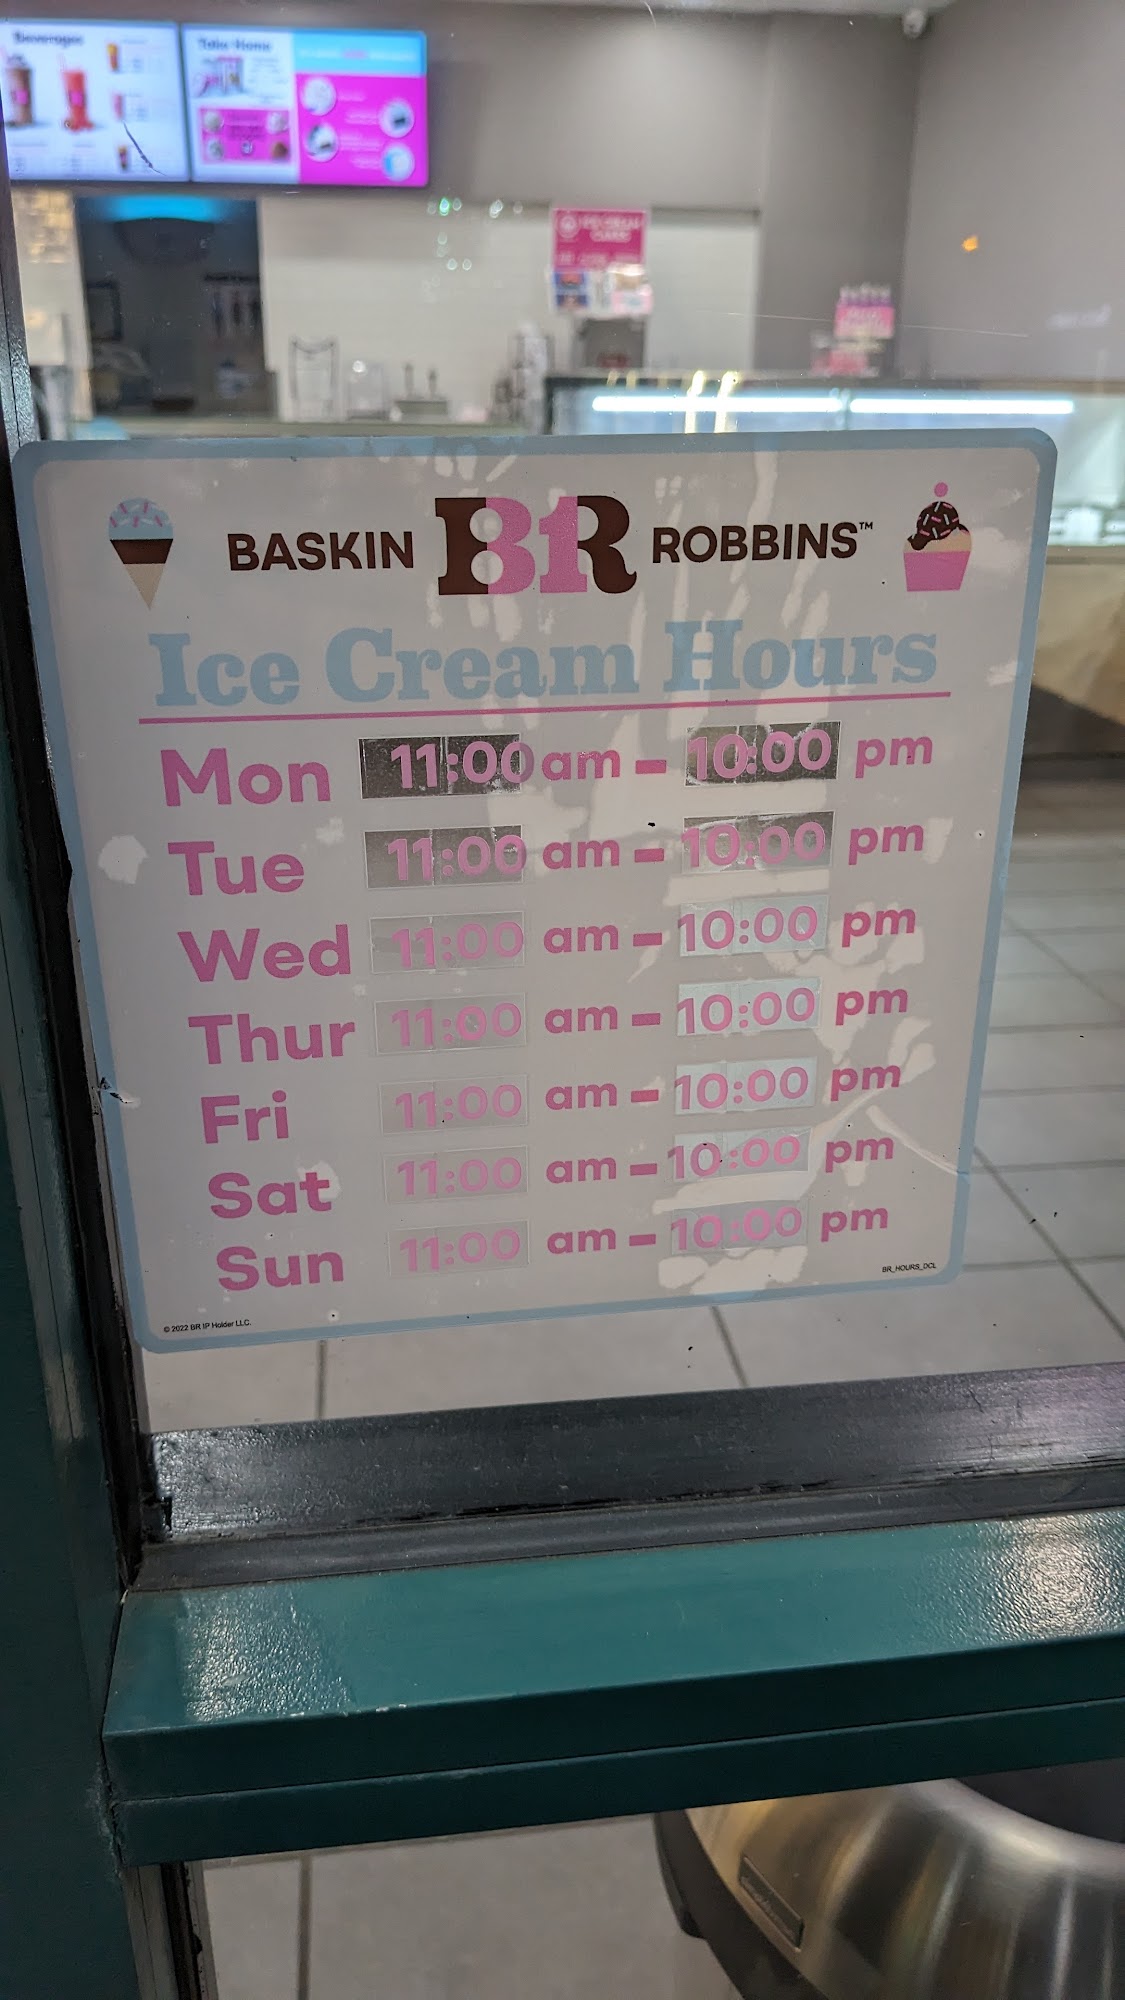 Beverages
Take Home
BASKIN BR ROBBINS™
Ice Cream Hours
Mon 11:00 am - 10:00 pm
Tue 11:00 am - 10:00 pm
Wed 11:00 am - 10:00 pm
Thur 11:00 am - 10:00 pm
Fri 11:00 am - 10:00 pm
Sat 11:00 am - 10:00 pm
Sun 11:00 am - 10:00 pm
BR_HOURS_DCL
© 2022 BR IP Holder LLC.